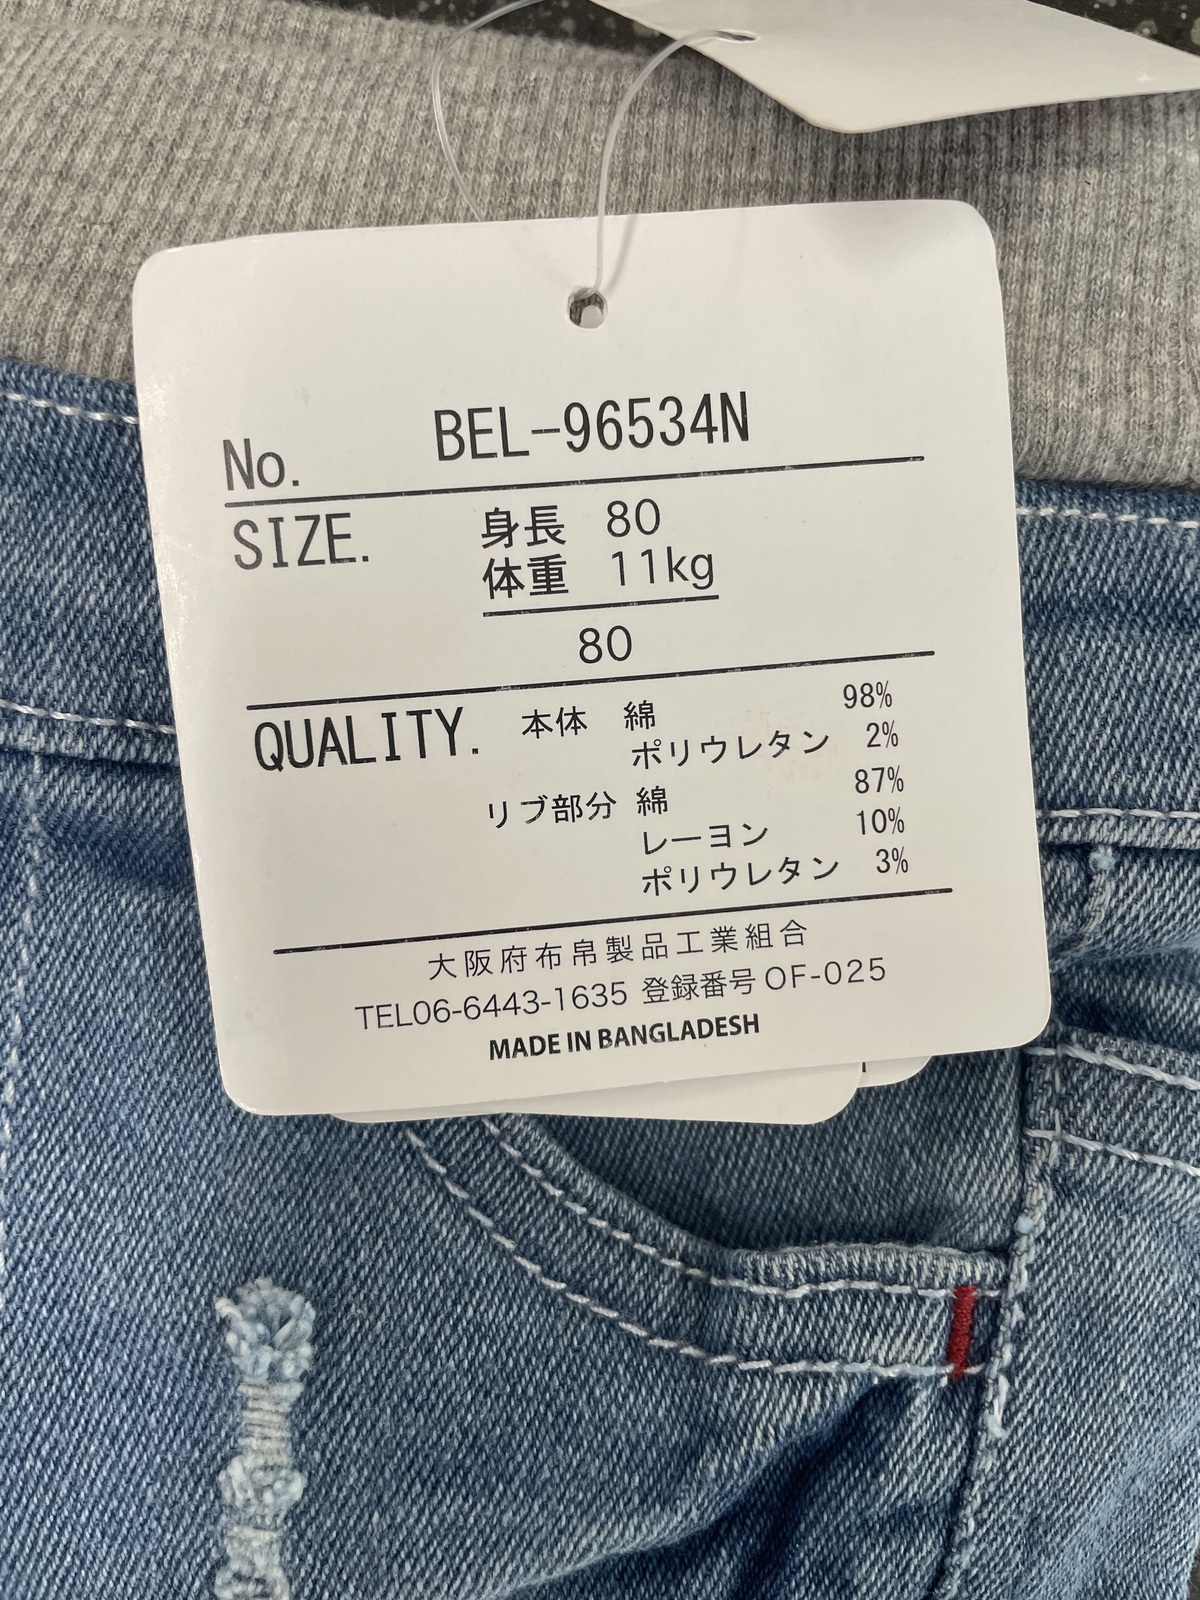 No. BEL-96534N
SIZE. 身長 80
体重 11kg
80
QUALITY. 本体 綿 98%
ポリウレタン 2%
リブ部分 綿 87%
レーヨン 10%
ポリウレタン 3%
大阪府布帛製品工業組合
TEL06-6443-1635 登録番号 OF-025
MADE IN BANGLADESH